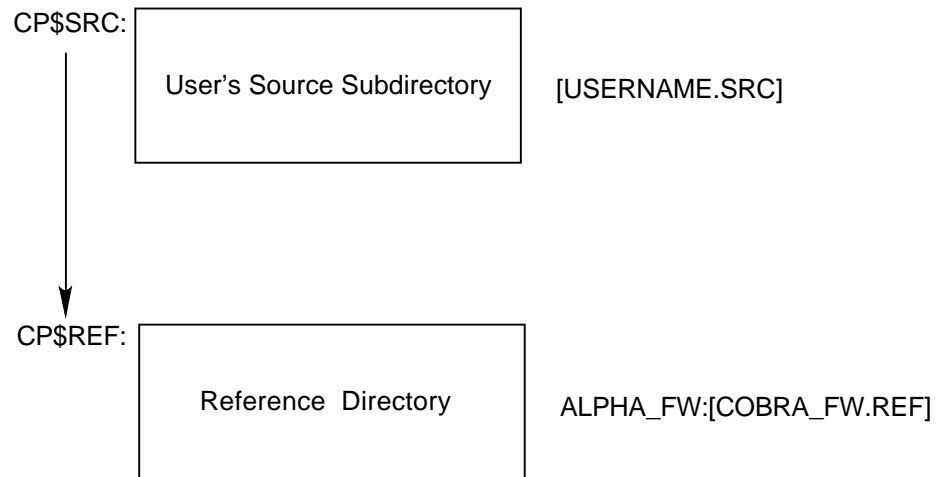 CP$SRC:
User's Source Subdirectory
[USERNAME.SRC]
CP$REF:
Reference Directory
ALPHA_FW:[COBRA_FW.REF]